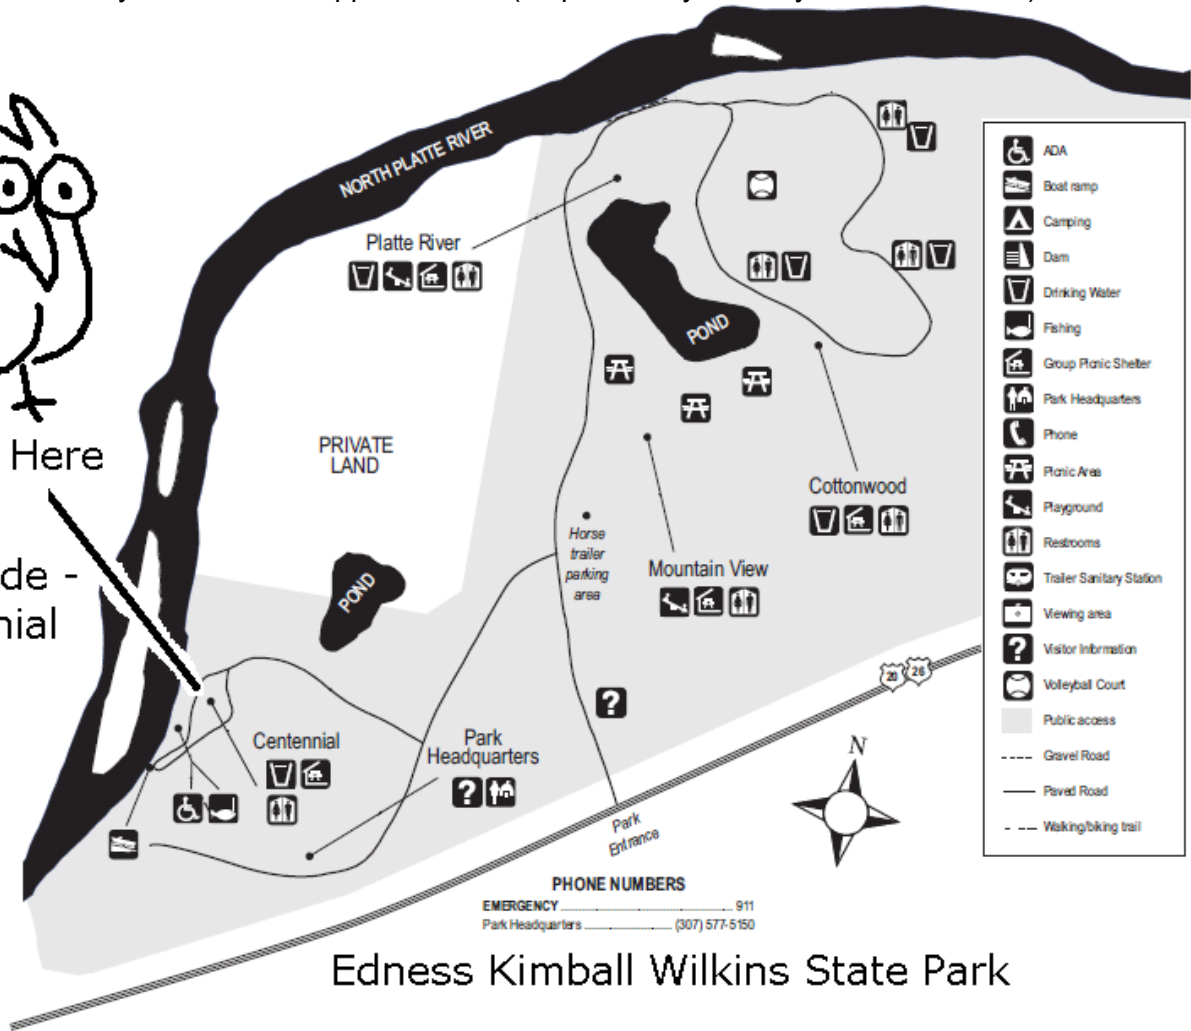 NORTH PLATTE RIVER
Platte River
POND
PRIVATE
LAND
Here
Cottonwood
Horse
trailer
parking
area
Mountain View
de -
nial
POND
20 26
Centennial
Park
Headquarters
N
Park
Entrance
PHONE NUMBERS
EMERGENCY 911
Park Headquarters (307) 577-5150
Edness Kimball Wilkins State Park
ADA
Boat ramp
Camping
Dam
Drinking Water
Fishing
Group Picnic Shelter
Park Headquarters
Phone
Picnic Area
Playground
Restrooms
Trailer Sanitary Station
Viewing area
Visitor Information
Volleyball Court
Public access
Gravel Road
Paved Road
Walking/biking trail